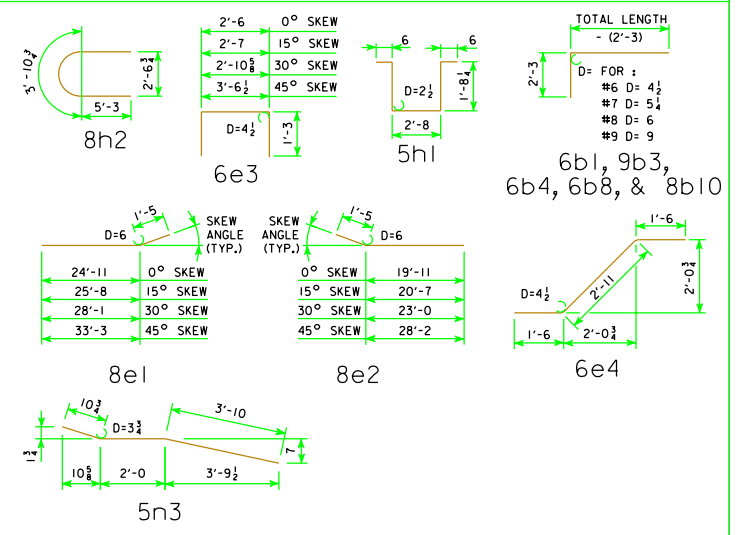 3'-10¾
2'-6¾
5'-3
8h2
2'-6 0° SKEW
2'-7 15° SKEW
2'-10⅝ 30° SKEW
3'-6½ 45° SKEW
D=4½
1'-3
6e3
6 6
D=2½
1'-8¼
2'-8
5h1
TOTAL LENGTH
- (2'-3)
2'-3
D= FOR :
#6 D= 4½
#7 D= 5¼
#8 D= 6
#9 D= 9
6b1, 9b3,
6b4, 6b8, & 8b10
1'-5
D=6
SKEW
ANGLE
(TYP.)
24'-11 0° SKEW
25'-8 15° SKEW
28'-1 30° SKEW
33'-3 45° SKEW
8e1
SKEW
ANGLE
(TYP.)
1'-5
D=6
0° SKEW 19'-11
15° SKEW 20'-7
30° SKEW 23'-0
45° SKEW 28'-2
8e2
1'-6
D=4½
2'-11
2'-0¾
1'-6 2'-0¾
6e4
10¾
D=3¾
3'-10
1¾
7
10⅝ 2'-0 3'-9½
5n3